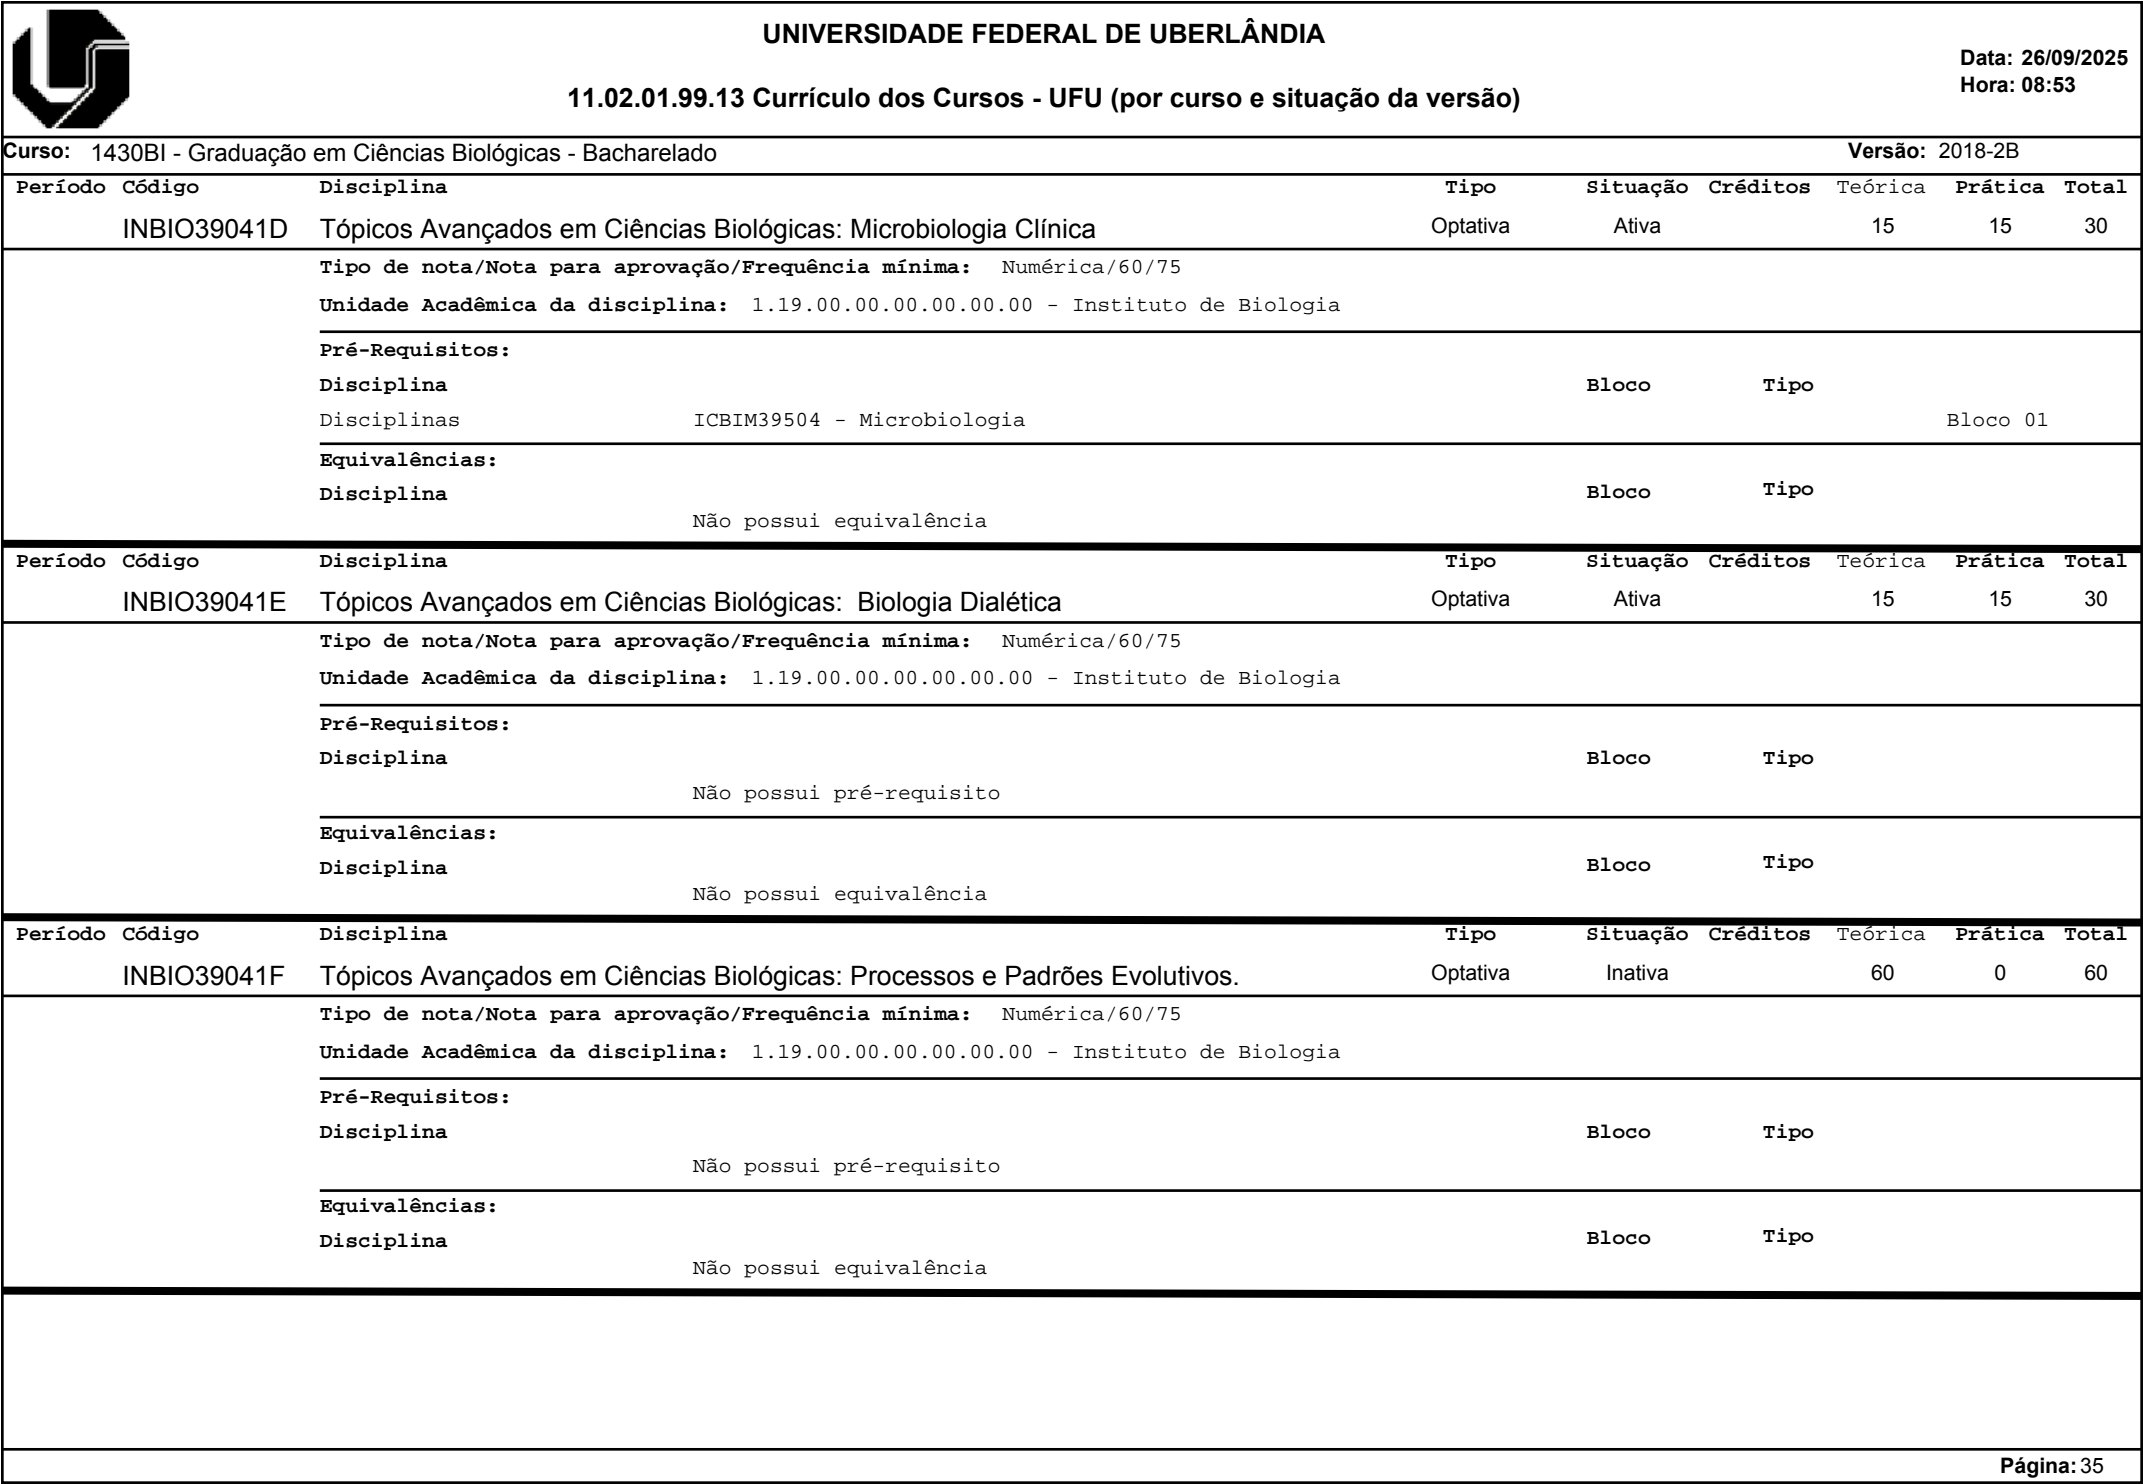 UNIVERSIDADE FEDERAL DE UBERLÂNDIA
Data: 26/09/2025
Hora: 08:53
11.02.01.99.13 Currículo dos Cursos - UFU (por curso e situação da versão)
Curso: 1430BI - Graduação em Ciências Biológicas - Bacharelado Versão: 2018-2B
Período Código Disciplina Tipo Situação Créditos Teórica Prática Total
INBIO39041D Tópicos Avançados em Ciências Biológicas: Microbiologia Clínica Optativa Ativa 15 15 30
Tipo de nota/Nota para aprovação/Frequência mínima: Numérica/60/75
Unidade Acadêmica da disciplina: 1.19.00.00.00.00.00.00 - Instituto de Biologia
Pré-Requisitos:
Disciplina Bloco Tipo
Disciplinas ICBIM39504 - Microbiologia Bloco 01
Equivalências:
Disciplina Bloco Tipo
Não possui equivalência
Período Código Disciplina Tipo Situação Créditos Teórica Prática Total
INBIO39041E Tópicos Avançados em Ciências Biológicas: Biologia Dialética Optativa Ativa 15 15 30
Tipo de nota/Nota para aprovação/Frequência mínima: Numérica/60/75
Unidade Acadêmica da disciplina: 1.19.00.00.00.00.00.00 - Instituto de Biologia
Pré-Requisitos:
Disciplina Bloco Tipo
Não possui pré-requisito
Equivalências:
Disciplina Bloco Tipo
Não possui equivalência
Período Código Disciplina Tipo Situação Créditos Teórica Prática Total
INBIO39041F Tópicos Avançados em Ciências Biológicas: Processos e Padrões Evolutivos. Optativa Inativa 60 0 60
Tipo de nota/Nota para aprovação/Frequência mínima: Numérica/60/75
Unidade Acadêmica da disciplina: 1.19.00.00.00.00.00.00 - Instituto de Biologia
Pré-Requisitos:
Disciplina Bloco Tipo
Não possui pré-requisito
Equivalências:
Disciplina Bloco Tipo
Não possui equivalência
Página: 35